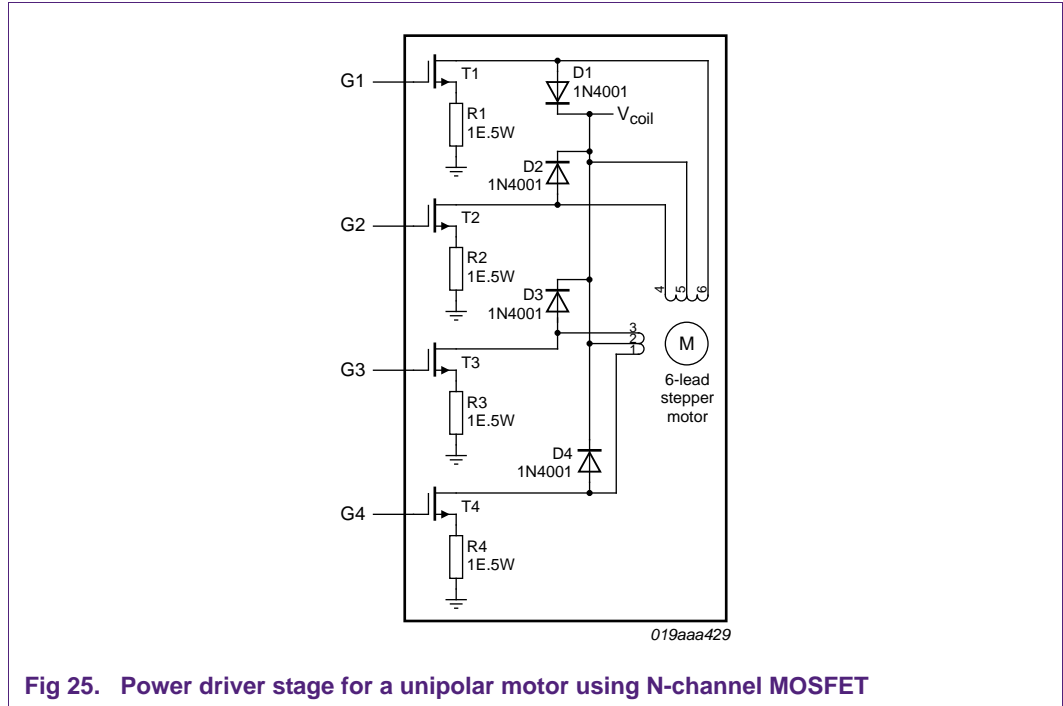 G1
T1
R1
1E.5W
D1
1N4001
Vcoil
D2
1N4001
G2
T2
R2
1E.5W
D3
1N4001
4
5
6
3
2
1
M
6-lead
stepper
motor
G3
T3
R3
1E.5W
D4
1N4001
G4
T4
R4
1E.5W
019aaa429
Fig 25. Power driver stage for a unipolar motor using N-channel MOSFET